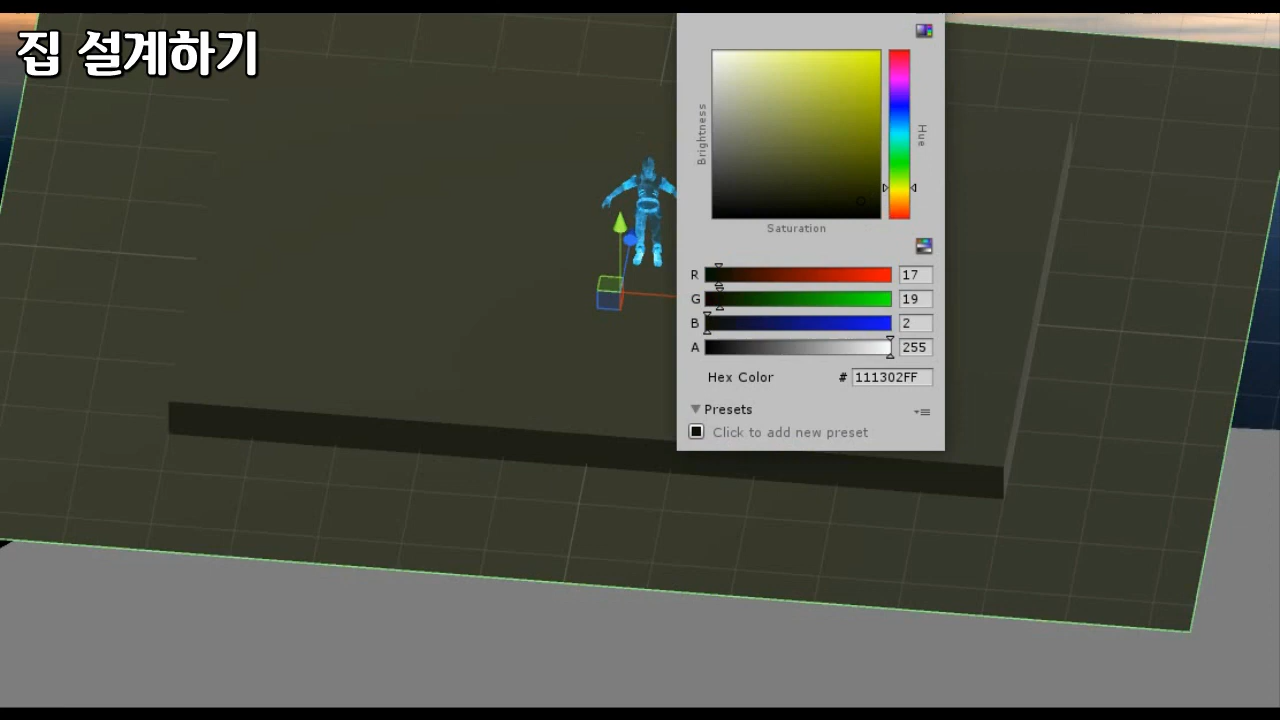 집 설계하기
Brightness
Hue
Saturation
R 17
G 19
B 2
A 255
Hex Color # 111302FF
Presets
Click to add new preset